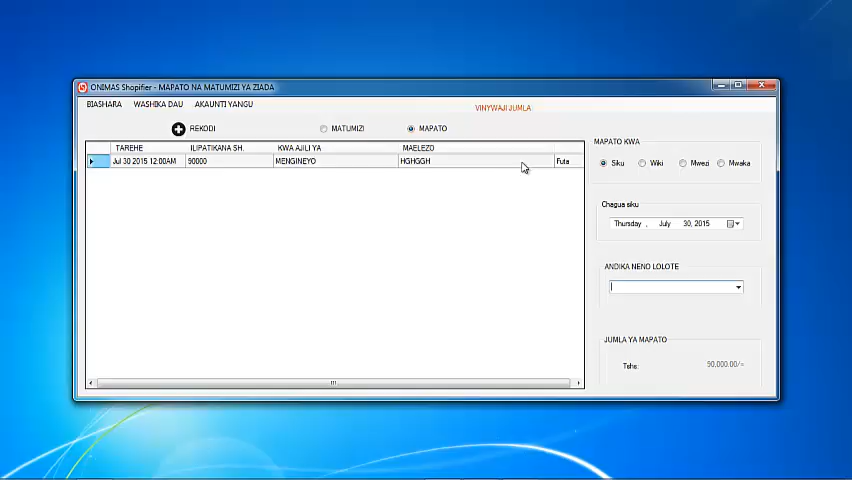 ONIMAS Shopifier - MAPATO NA MATUMIZI YA ZIADA
BIASHARA WASHIKA DAU AKAUNTI YANGU
VINYWAJI JUMLA
REKODI MATUMIZI MAPATO
TAREHE ILIPATIKANA SH. KWA AJILI YA MAELEZO
Jul 30 2015 12:00AM 90000 MENGINEYO HGHGGH Futa
MAPATO KWA
Siku Wiki Mwezi Mwaka
Chagua siku
Thursday , July 30, 2015
ANDIKA NENO LOLOTE
JUMLA YA MAPATO
Tshs: 90,000.00/=